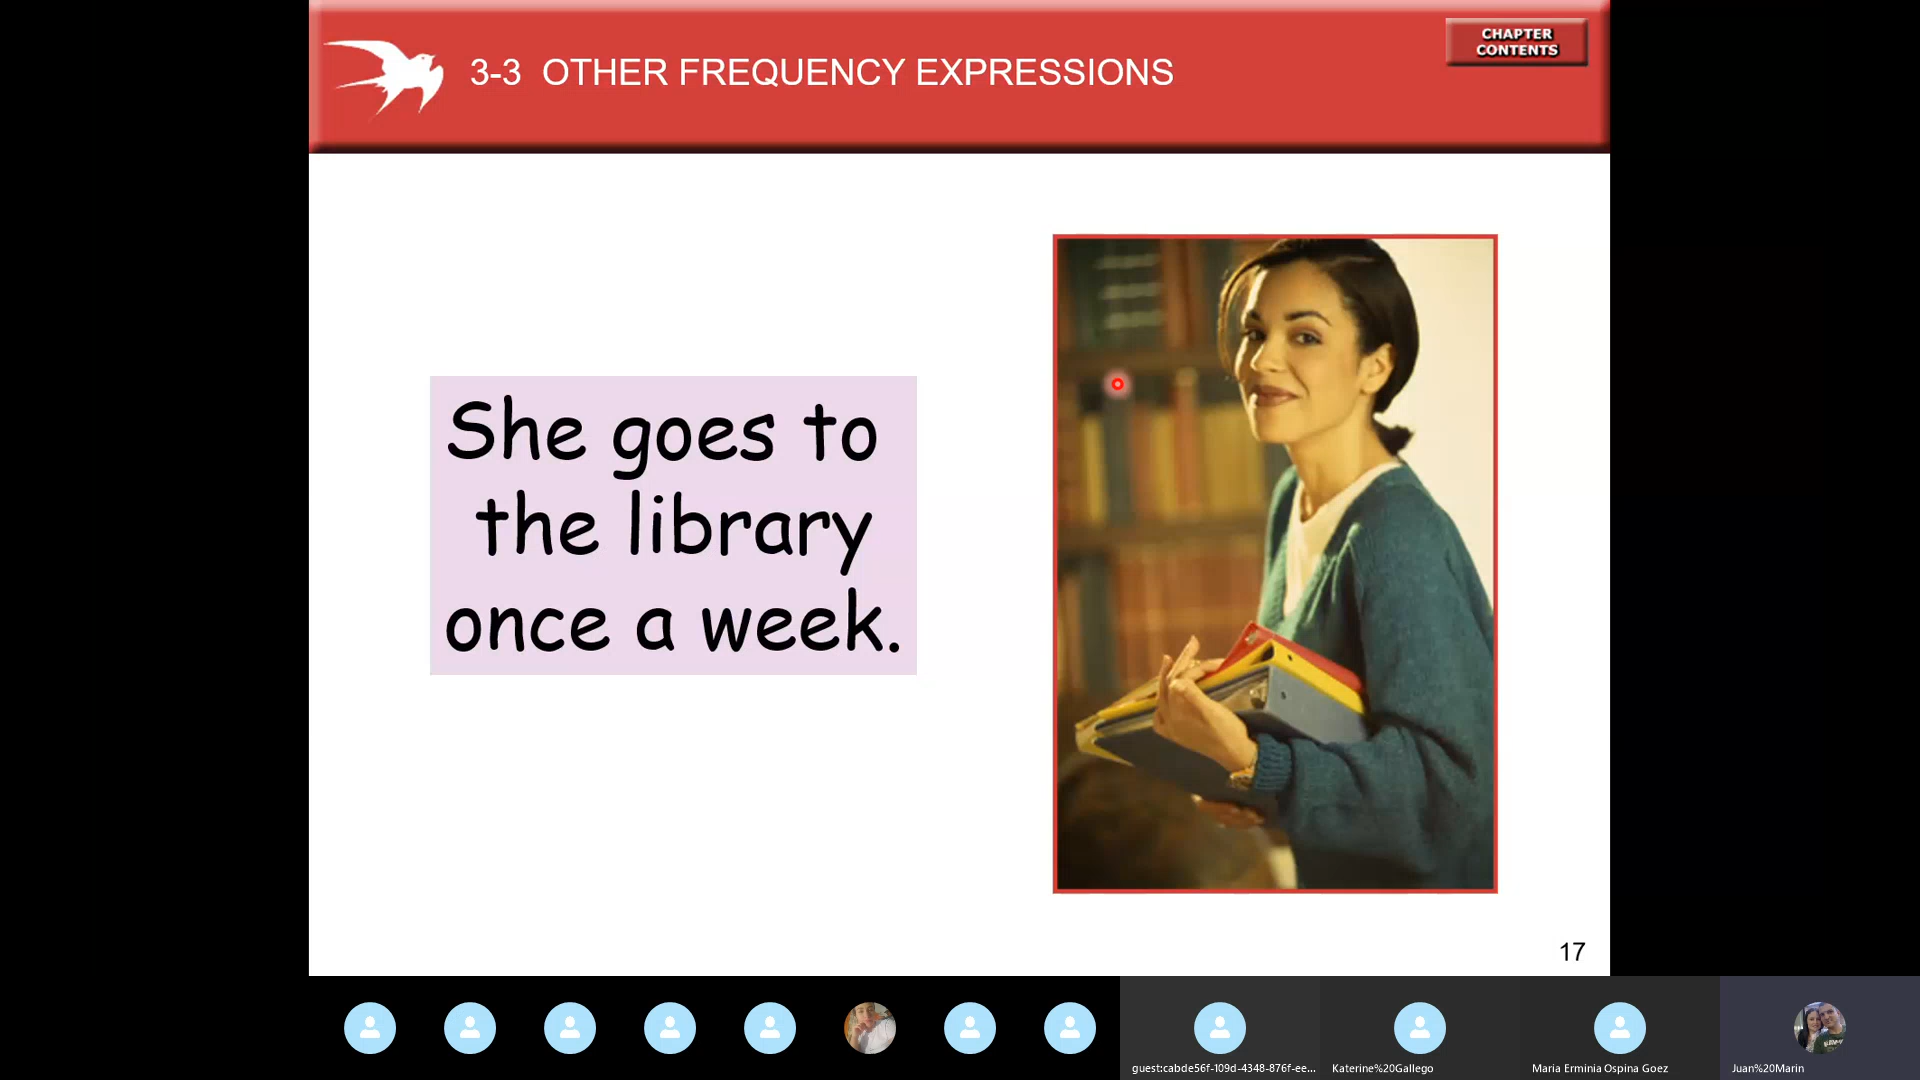 3-3 OTHER FREQUENCY EXPRESSIONS
CHAPTER
CONTENTS
She goes to
the library
once a week.
17
guest:cabde56f-109d-4348-876f-ee...
Katerine%20Gallego
Maria Erminia Ospina Goez
Juan%20Marin